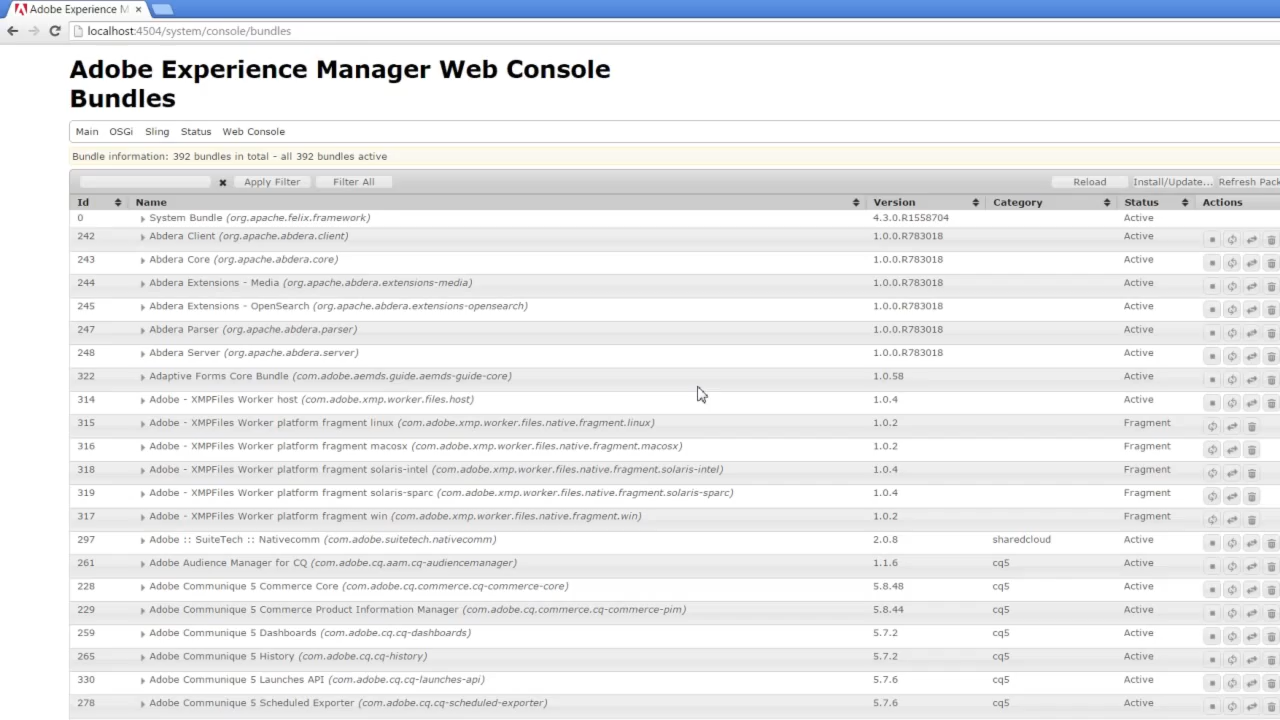 Adobe Experience M
localhost:4504/system/console/bundles
Adobe Experience Manager Web Console
Bundles
Main OSGi Sling Status Web Console
Bundle information: 392 bundles in total - all 392 bundles active
Apply Filter Filter All Reload Install/Update... Refresh Pack
Id Name Version Category Status Actions
0 System Bundle (org.apache.felix.framework) 4.3.0.R1558704 Active
242 Abdera Client (org.apache.abdera.client) 1.0.0.R783018 Active
243 Abdera Core (org.apache.abdera.core) 1.0.0.R783018 Active
244 Abdera Extensions - Media (org.apache.abdera.extensions-media) 1.0.0.R783018 Active
245 Abdera Extensions - OpenSearch (org.apache.abdera.extensions-opensearch) 1.0.0.R783018 Active
247 Abdera Parser (org.apache.abdera.parser) 1.0.0.R783018 Active
248 Abdera Server (org.apache.abdera.server) 1.0.0.R783018 Active
322 Adaptive Forms Core Bundle (com.adobe.aemds.guide.aemds-guide-core) 1.0.58 Active
314 Adobe - XMPFiles Worker host (com.adobe.xmp.worker.files.host) 1.0.4 Active
315 Adobe - XMPFiles Worker platform fragment linux (com.adobe.xmp.worker.files.native.fragment.linux) 1.0.2 Fragment
316 Adobe - XMPFiles Worker platform fragment macosx (com.adobe.xmp.worker.files.native.fragment.macosx) 1.0.2 Fragment
318 Adobe - XMPFiles Worker platform fragment solaris-intel (com.adobe.xmp.worker.files.native.fragment.solaris-intel) 1.0.4 Fragment
319 Adobe - XMPFiles Worker platform fragment solaris-sparc (com.adobe.xmp.worker.files.native.fragment.solaris-sparc) 1.0.4 Fragment
317 Adobe - XMPFiles Worker platform fragment win (com.adobe.xmp.worker.files.native.fragment.win) 1.0.2 Fragment
297 Adobe :: SuiteTech :: Nativecomm (com.adobe.suitetech.nativecomm) 2.0.8 sharedcloud Active
261 Adobe Audience Manager for CQ (com.adobe.cq.aam.cq-audiencemanager) 1.1.6 cq5 Active
228 Adobe Communique 5 Commerce Core (com.adobe.cq.commerce.cq-commerce-core) 5.8.48 cq5 Active
229 Adobe Communique 5 Commerce Product Information Manager (com.adobe.cq.commerce.cq-commerce-pim) 5.8.44 cq5 Active
259 Adobe Communique 5 Dashboards (com.adobe.cq.cq-dashboards) 5.7.2 cq5 Active
265 Adobe Communique 5 History (com.adobe.cq.cq-history) 5.7.2 cq5 Active
330 Adobe Communique 5 Launches API (com.adobe.cq.cq-launches-api) 5.7.6 cq5 Active
278 Adobe Communique 5 Scheduled Exporter (com.adobe.cq.cq-scheduled-exporter) 5.7.6 cq5 Active